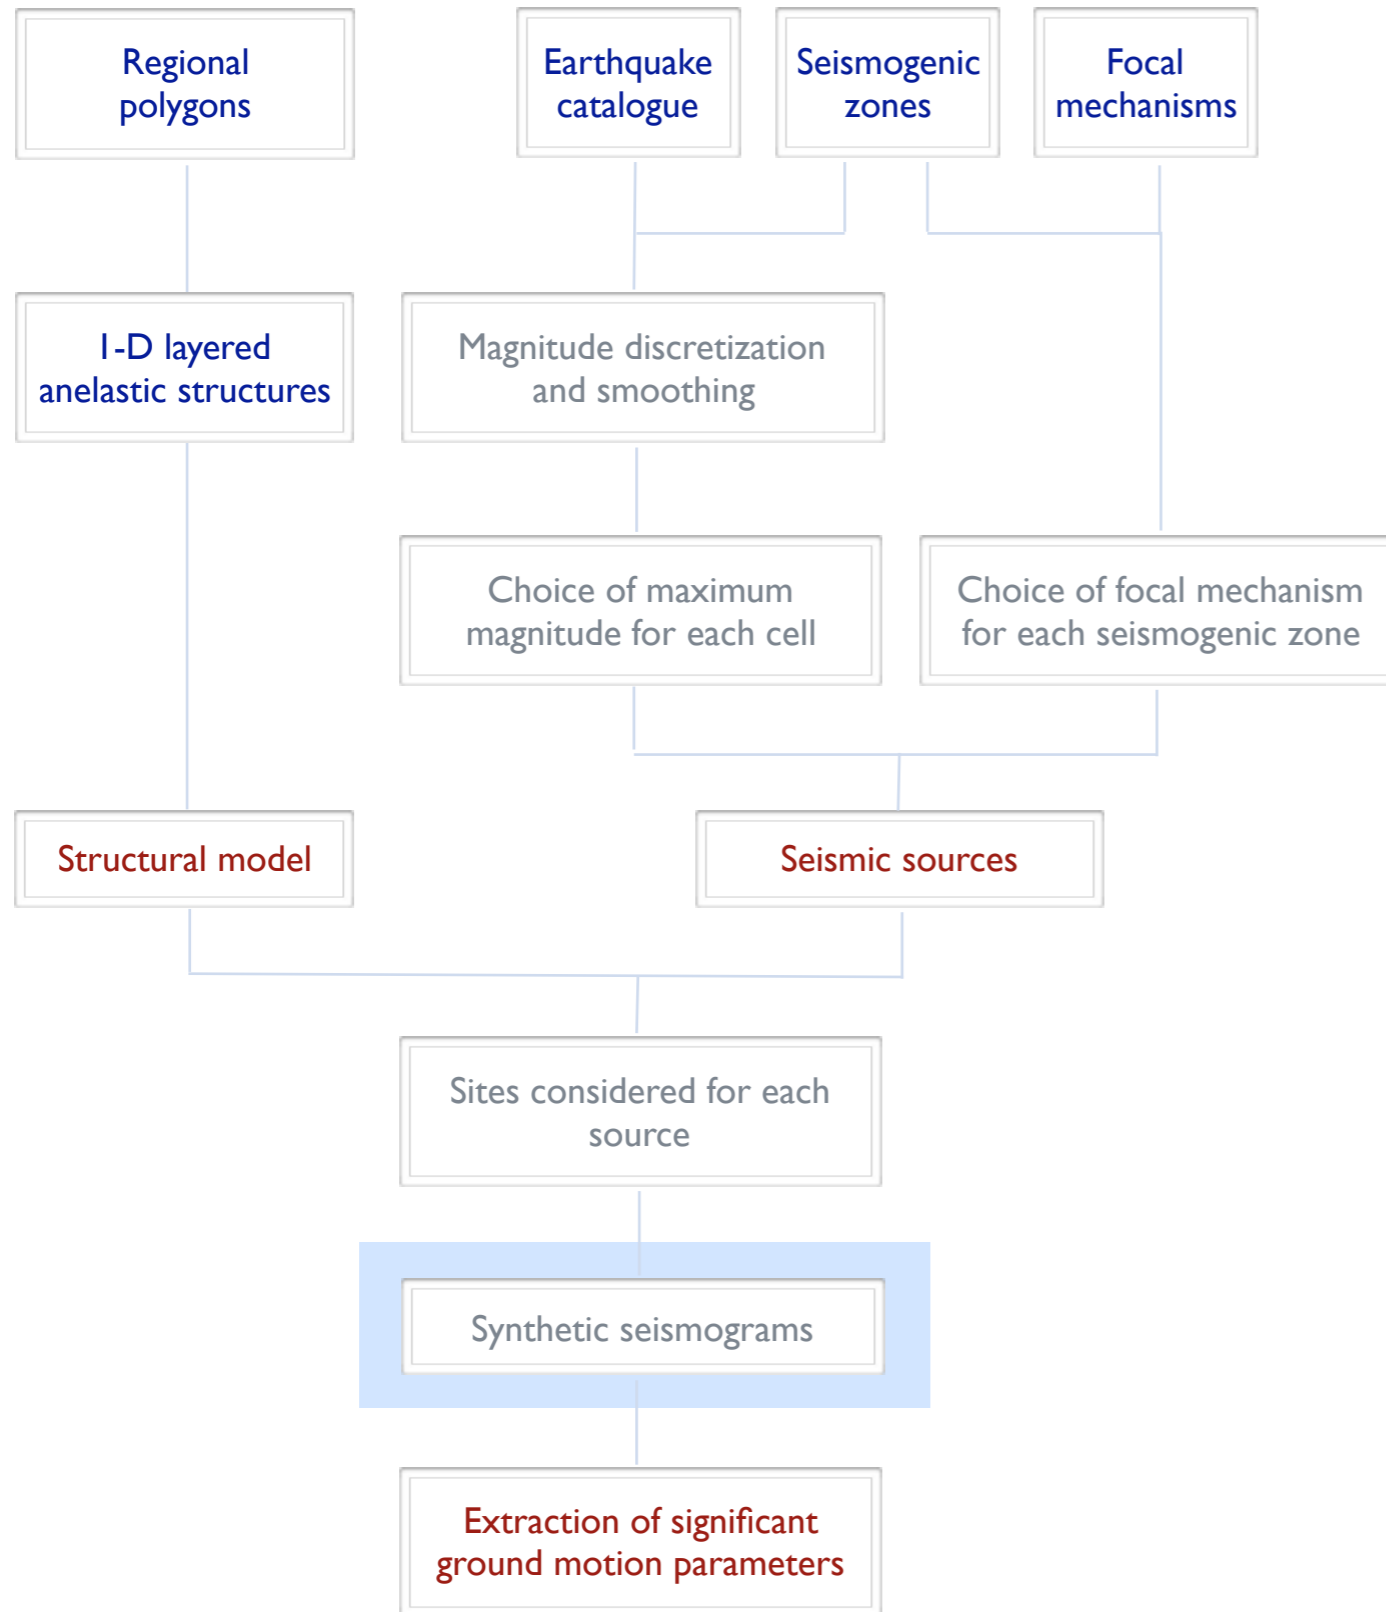 Regional
polygons
Earthquake
catalogue
Seismogenic
zones
Focal
mechanisms
1-D layered
anelastic structures
Magnitude discretization
and smoothing
Choice of maximum
magnitude for each cell
Choice of focal mechanism
for each seismogenic zone
Structural model
Seismic sources
Sites considered for each
source
Synthetic seismograms
Extraction of significant
ground motion parameters